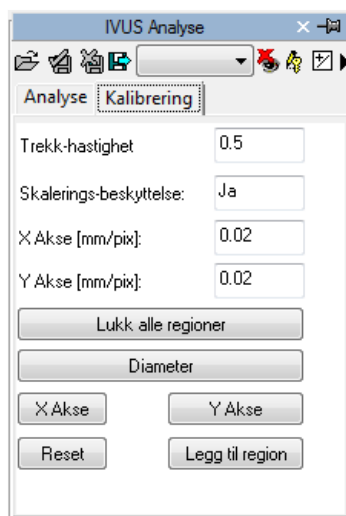 IVUS Analyse
Analyse Kalibrering
Trekk-hastighet 0.5
Skalerings-beskyttelse: Ja
X Akse [mm/pix]: 0.02
Y Akse [mm/pix]: 0.02
Lukk alle regioner
Diameter
X Akse Y Akse
Reset Legg til region